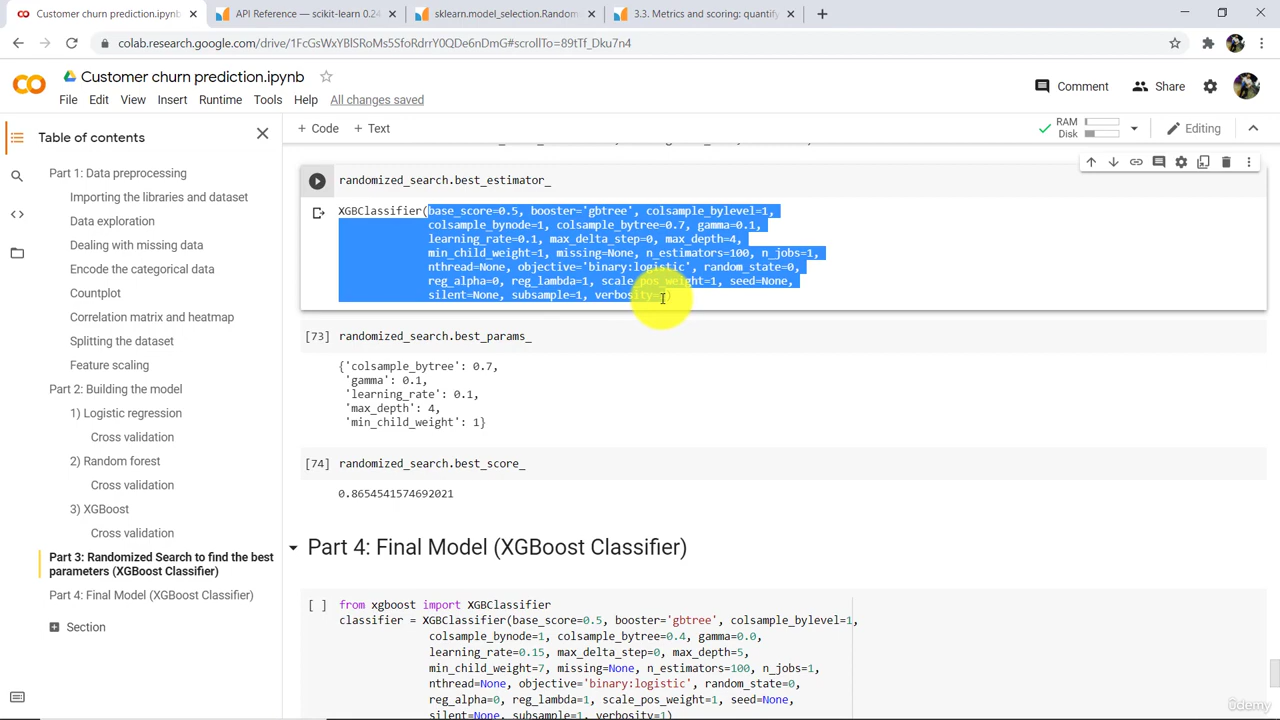 Customer churn prediction.ipynb
API Reference — scikit-learn 0.24
sklearn.model_selection.Random
3.3. Metrics and scoring: quantify
colab.research.google.com/drive/1FcGsWxYBlSRoMs5SfoRdrrY0QDe6nDmG#scrollTo=89tTf_Dku7n4
Customer churn prediction.ipynb
Comment
Share
File Edit View Insert Runtime Tools Help All changes saved
Table of contents
+ Code + Text
RAM
Disk
Editing
Part 1: Data preprocessing
Importing the libraries and dataset
Data exploration
Dealing with missing data
Encode the categorical data
Countplot
Correlation matrix and heatmap
Splitting the dataset
Feature scaling
Part 2: Building the model
1) Logistic regression
Cross validation
2) Random forest
Cross validation
3) XGBoost
Cross validation
Part 3: Randomized Search to find the best
parameters (XGBoost Classifier)
Part 4: Final Model (XGBoost Classifier)
Section
randomized_search.best_estimator_
XGBClassifier(base_score=0.5, booster='gbtree', colsample_bylevel=1,
colsample_bynode=1, colsample_bytree=0.7, gamma=0.1,
learning_rate=0.1, max_delta_step=0, max_depth=4,
min_child_weight=1, missing=None, n_estimators=100, n_jobs=1,
nthread=None, objective='binary:logistic', random_state=0,
reg_alpha=0, reg_lambda=1, scale_pos_weight=1, seed=None,
silent=None, subsample=1, verbosity=
[73] randomized_search.best_params_
{'colsample_bytree': 0.7,
'gamma': 0.1,
'learning_rate': 0.1,
'max_depth': 4,
'min_child_weight': 1}
[74] randomized_search.best_score_
0.8654541574692021
Part 4: Final Model (XGBoost Classifier)
[ ] from xgboost import XGBClassifier
classifier = XGBClassifier(base_score=0.5, booster='gbtree', colsample_bylevel=1,
colsample_bynode=1, colsample_bytree=0.4, gamma=0.0,
learning_rate=0.15, max_delta_step=0, max_depth=5,
min_child_weight=7, missing=None, n_estimators=100, n_jobs=1,
nthread=None, objective='binary:logistic', random_state=0,
reg_alpha=0, reg_lambda=1, scale_pos_weight=1, seed=None,
silent=None, subsample=1, verbosity=1)
Udemy